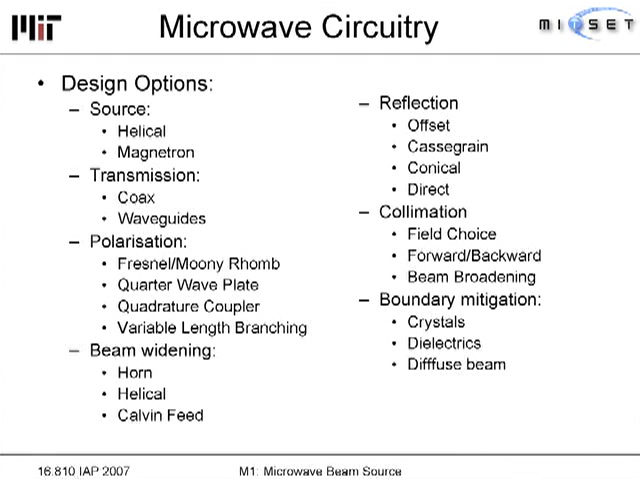 MIT
Microwave Circuitry
MITSET
• Design Options:
– Source:
• Helical
• Magnetron
– Transmission:
• Coax
• Waveguides
– Polarisation:
• Fresnel/Moony Rhomb
• Quarter Wave Plate
• Quadrature Coupler
• Variable Length Branching
– Beam widening:
• Horn
• Helical
• Calvin Feed
– Reflection
• Offset
• Cassegrain
• Conical
• Direct
– Collimation
• Field Choice
• Forward/Backward
• Beam Broadening
– Boundary mitigation:
• Crystals
• Dielectrics
• Difffuse beam
16.810 IAP 2007
M1: Microwave Beam Source